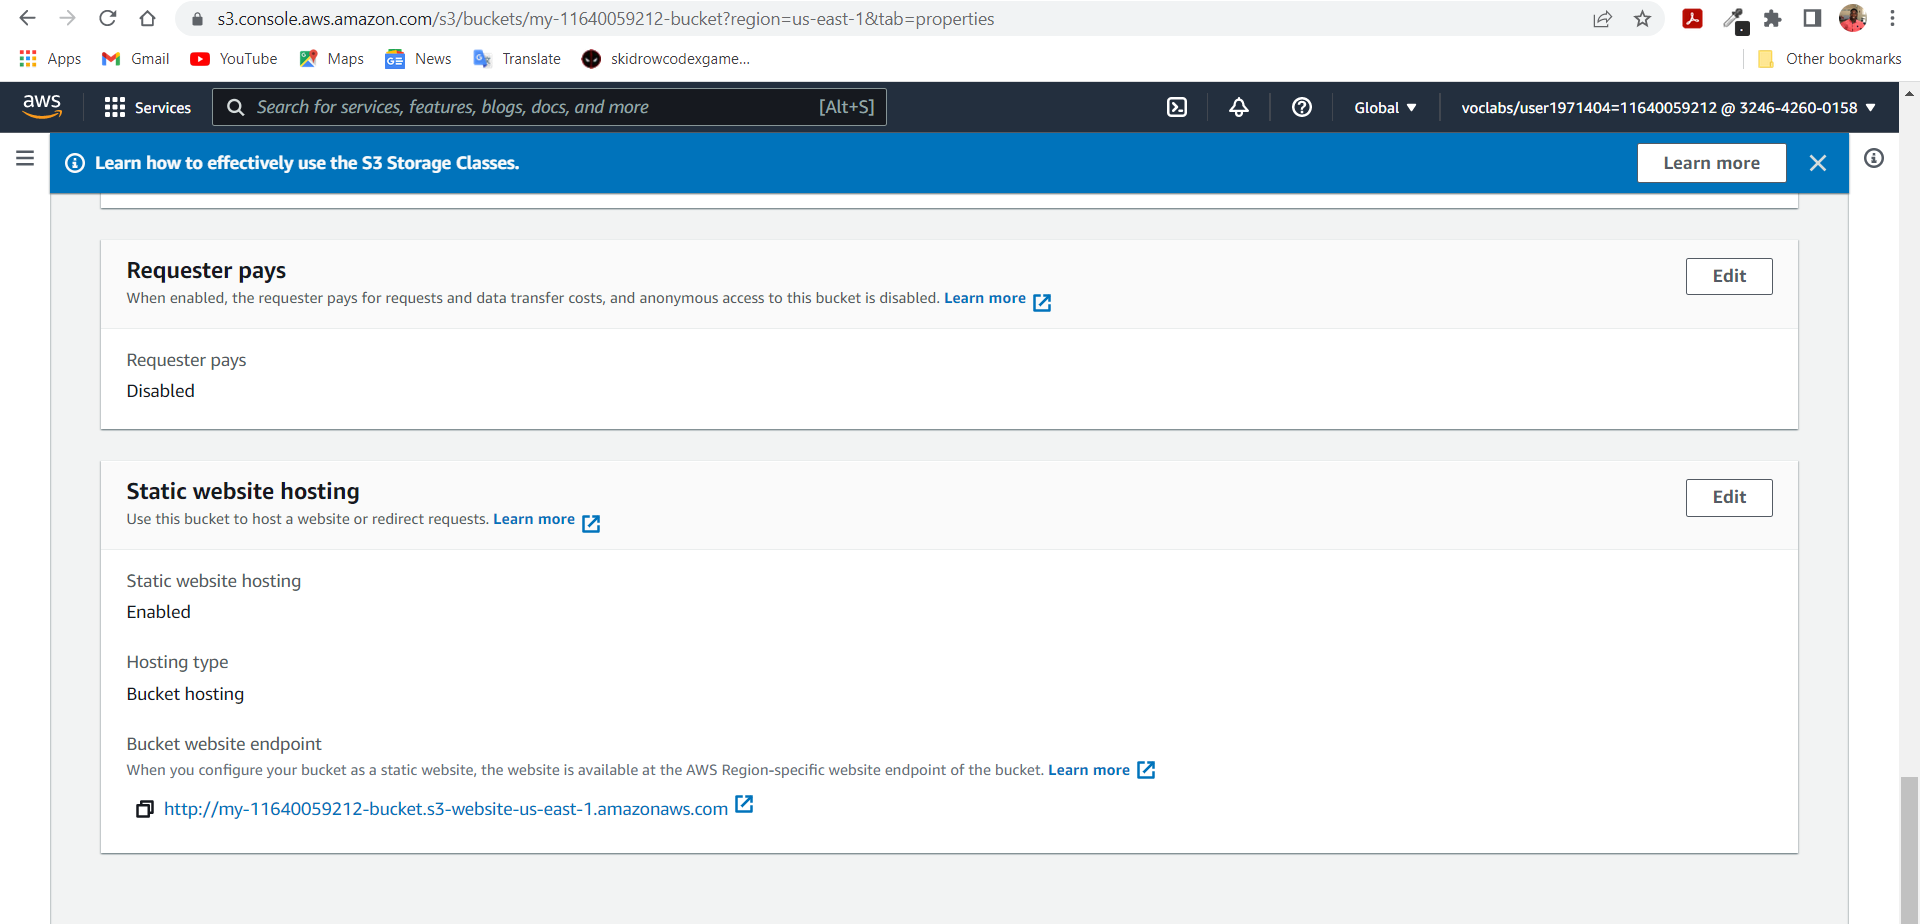 s3.console.aws.amazon.com/s3/buckets/my-11640059212-bucket?region=us-east-1&tab=properties
Apps Gmail YouTube Maps News Translate skidrowcodexgame... Other bookmarks
aws Services Search for services, features, blogs, docs, and more [Alt+S] Global voclabs/user1971404=11640059212 @ 3246-4260-0158
Learn how to effectively use the S3 Storage Classes. Learn more
Requester pays Edit
When enabled, the requester pays for requests and data transfer costs, and anonymous access to this bucket is disabled. Learn more
Requester pays
Disabled
Static website hosting Edit
Use this bucket to host a website or redirect requests. Learn more
Static website hosting
Enabled
Hosting type
Bucket hosting
Bucket website endpoint
When you configure your bucket as a static website, the website is available at the AWS Region-specific website endpoint of the bucket. Learn more
http://my-11640059212-bucket.s3-website-us-east-1.amazonaws.com